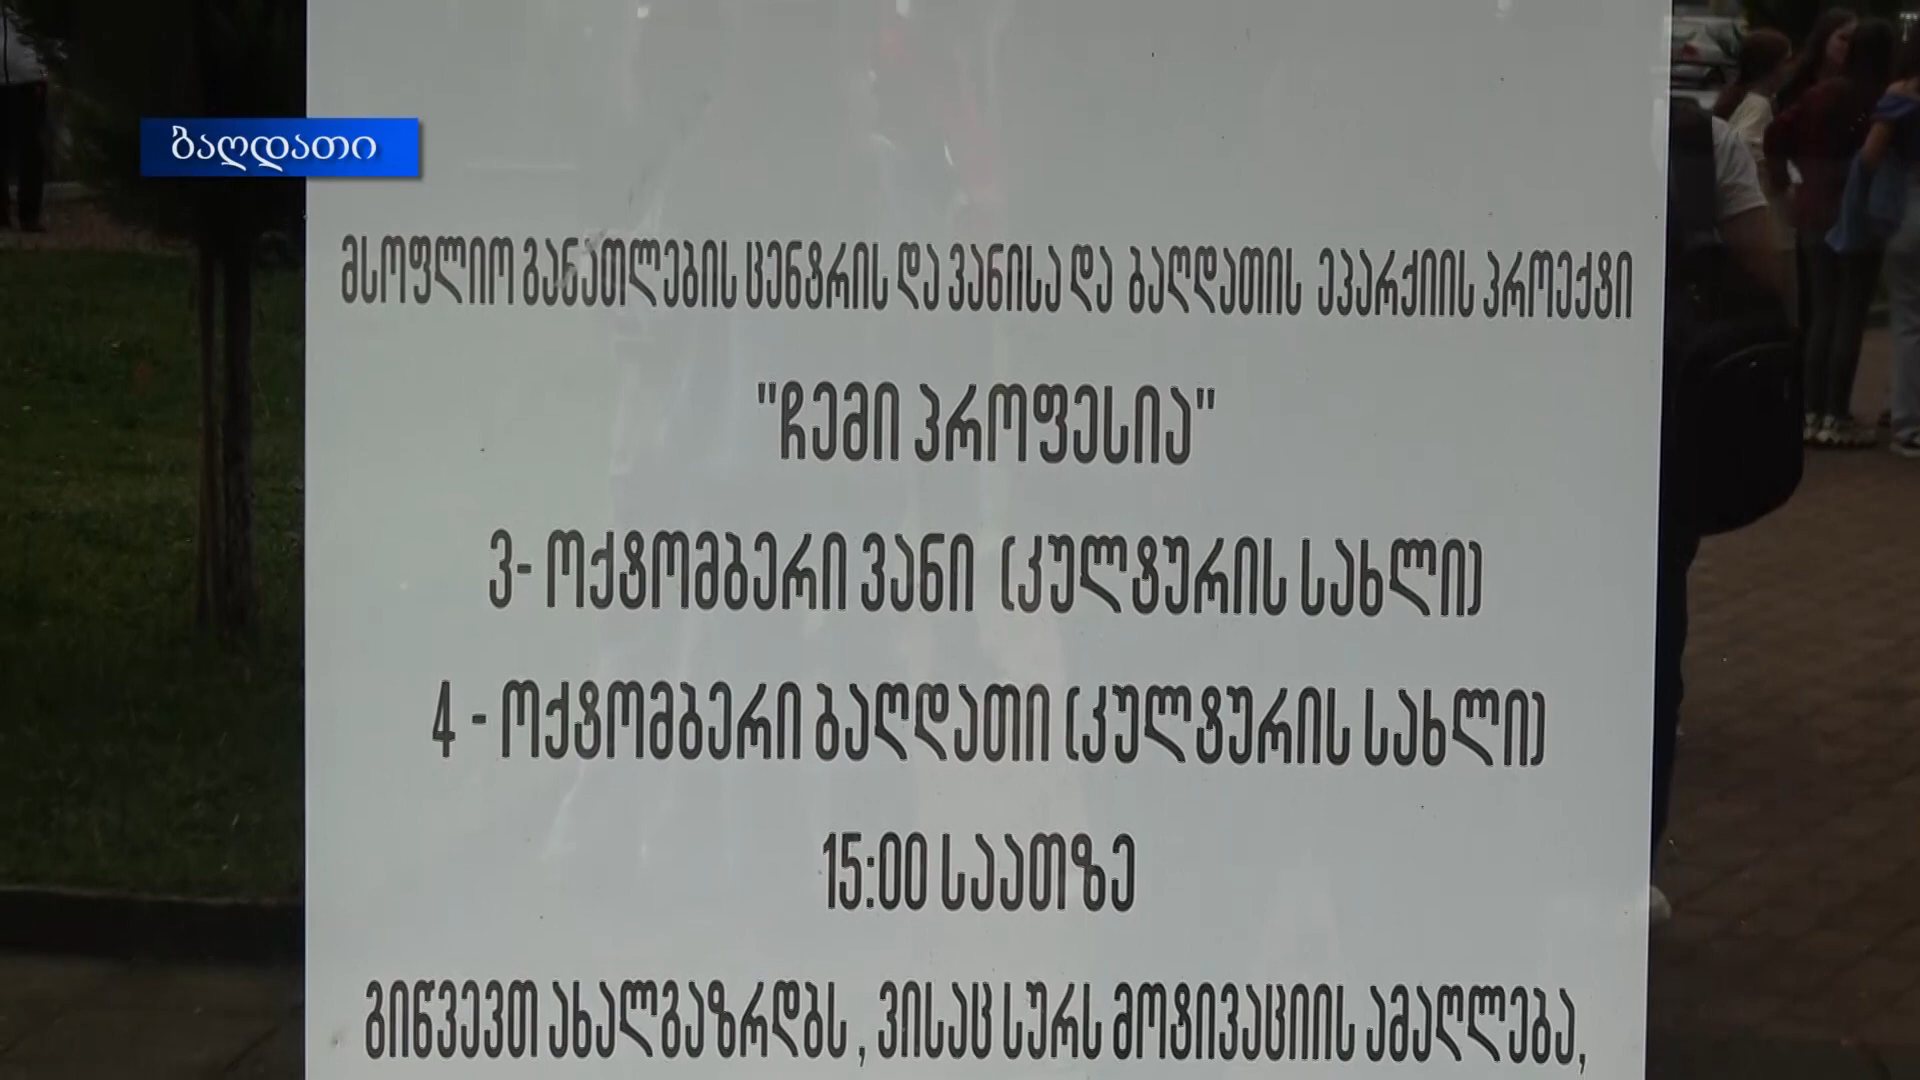 ბაღდათი
მსოფლიო განათლების ცენტრის და ვანისა და ბაღდათის ეპარქიის პროექტი
"ჩემი პროფესია"
3- ოქტომბერი ვანი (კულტურის სახლი)
4 - ოქტომბერი ბაღდათი (კულტურის სახლი)
15:00 საათზე
გიწვევთ ახალგაზრდბს , ვისაც სურს მოტივაციის ამაღლება,